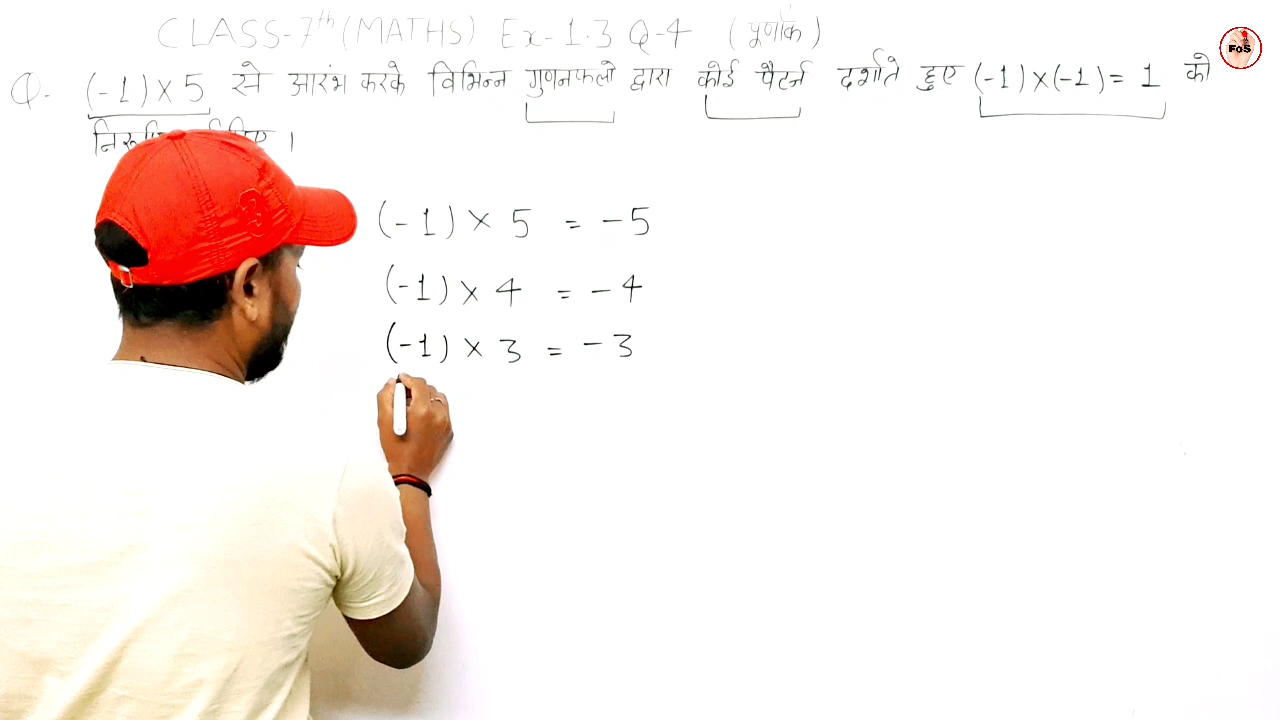 CLASS-7th (MATHS) Ex-1.3 Q-4 (पूर्णांक)
Q- (-1)×5 से आरंभ करके विभिन्न गुणनफलो द्वारा कोई पैटर्न दर्शाते हुए (-1)×(-1)=1 को
।
(-1) × 5 = -5
(-1) × 4 = -4
(-1) × 3 = -3
FoS